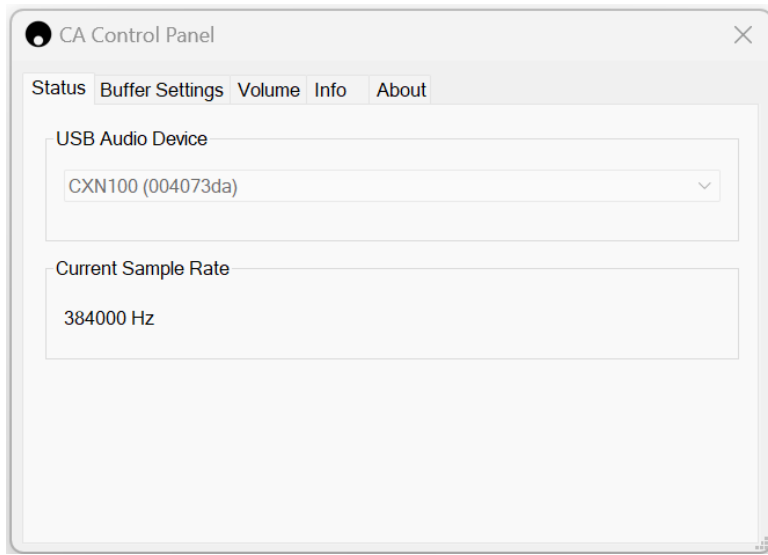 CA Control Panel
Status Buffer Settings Volume Info About
USB Audio Device
CXN100 (004073da)
Current Sample Rate
384000 Hz